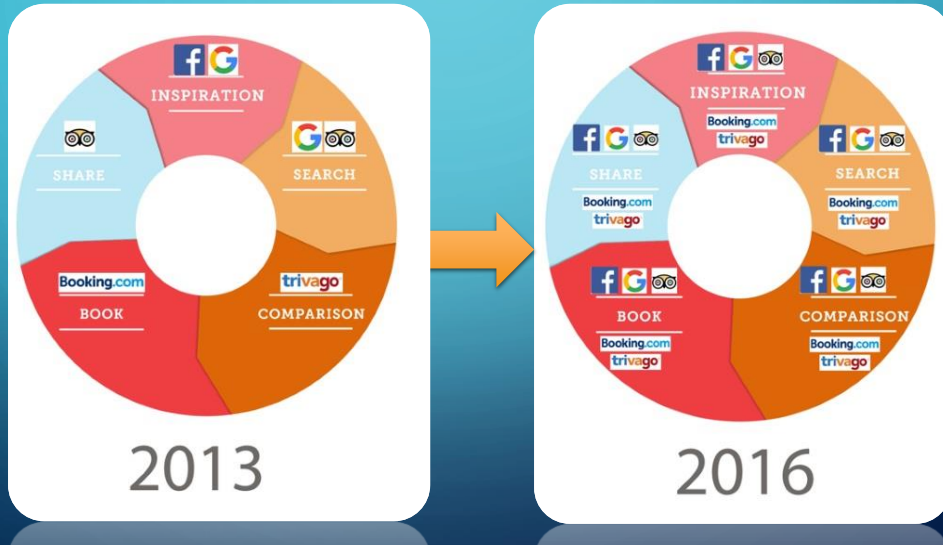 INSPIRATION
SEARCH
trivago
COMPARISON
Booking.com
BOOK
SHARE
2013
INSPIRATION
Booking.com
trivago
SEARCH
Booking.com
trivago
COMPARISON
Booking.com
trivago
BOOK
Booking.com
trivago
SHARE
Booking.com
trivago
2016